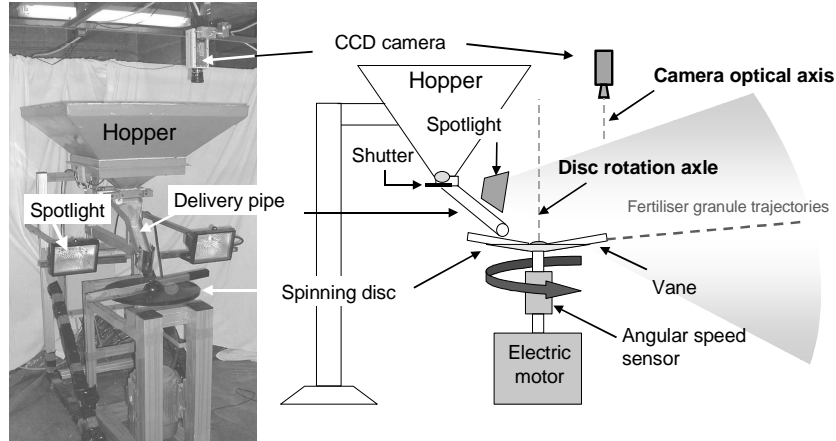 CCD camera
Hopper
Hopper
Camera optical axis
Spotlight
Shutter
Disc rotation axle
Delivery pipe
Spotlight
Fertiliser granule trajectories
Spinning disc
Vane
Angular speed
sensor
Electric
motor